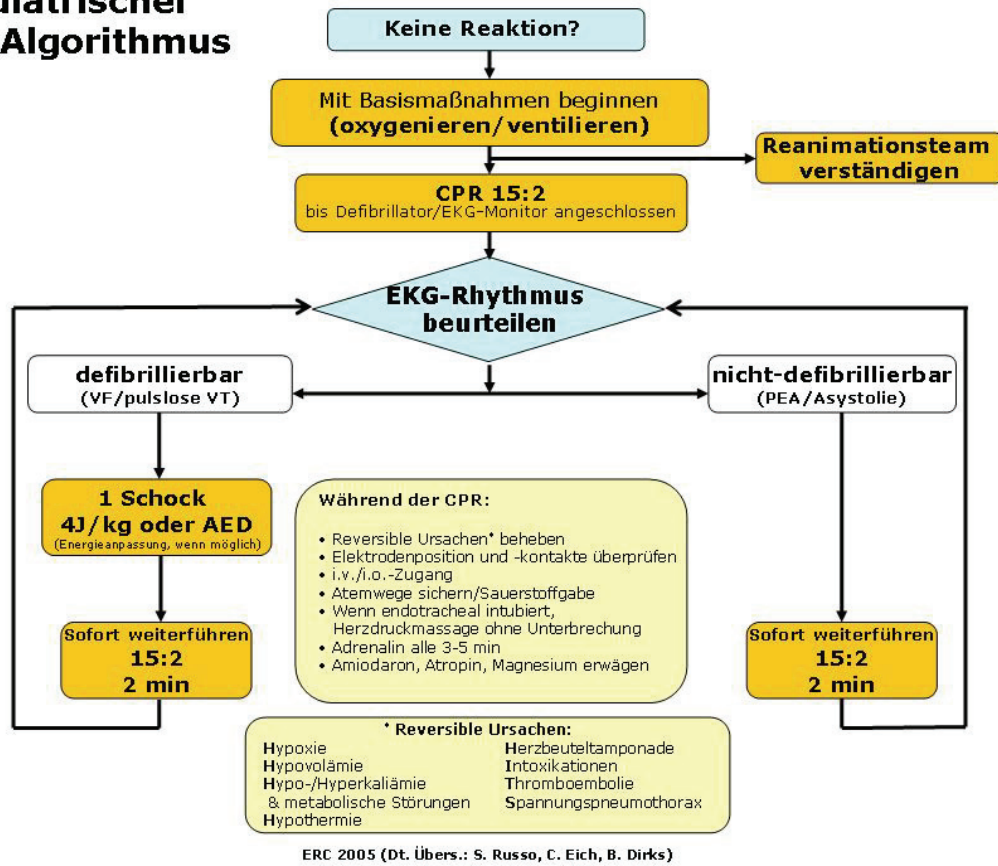 diatrischer
Algorithmus
Keine Reaktion?
Mit Basismaßnahmen beginnen
(oxygenieren/ventilieren)
Reanimationsteam
verständigen
CPR 15:2
bis Defibrillator/EKG-Monitor angeschlossen
EKG-Rhythmus
beurteilen
defibrillierbar
(VF/pulslose VT)
nicht-defibrillierbar
(PEA/Asystolie)
1 Schock
4J/kg oder AED
(Energieanpassung, wenn möglich)
Sofort weiterführen
15:2
2 min
Während der CPR:
• Reversible Ursachen* beheben
• Elektrodenposition und -kontakte überprüfen
• i.v./i.o.-Zugang
• Atemwege sichern/Sauerstoffgabe
• Wenn endotracheal intubiert,
Herzdruckmassage ohne Unterbrechung
• Adrenalin alle 3-5 min
• Amiodaron, Atropin, Magnesium erwägen
Sofort weiterführen
15:2
2 min
* Reversible Ursachen:
Hypoxie
Hypovolämie
Hypo-/Hyperkaliämie
& metabolische Störungen
Hypothermie
Herzbeuteltamponade
Intoxikationen
Thromboembolie
Spannungspneumothorax
ERC 2005 (Dt. Übers.: S. Russo, C. Eich, B. Dirks)